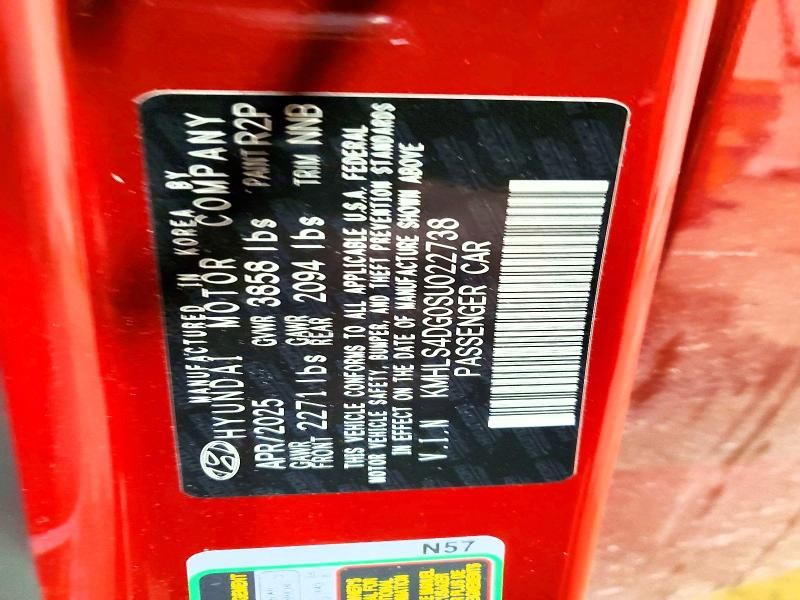 MANUFACTURED IN KOREA BY
HYUNDAI MOTOR COMPANY
APR/2025 GVWR 3858 lbs PAINT R2P
GAWR FRONT 2271 lbs GAWR REAR 2094 lbs TRIM NNB
THIS VEHICLE CONFORMS TO ALL APPLICABLE U.S.A. FEDERAL
MOTOR VEHICLE SAFETY, BUMPER, AND THEFT PREVENTION STANDARDS
IN EFFECT ON THE DATE OF MANUFACTURE SHOWN ABOVE
V.I.N KMHLS4DG0SU022738
PASSENGER CAR
N57